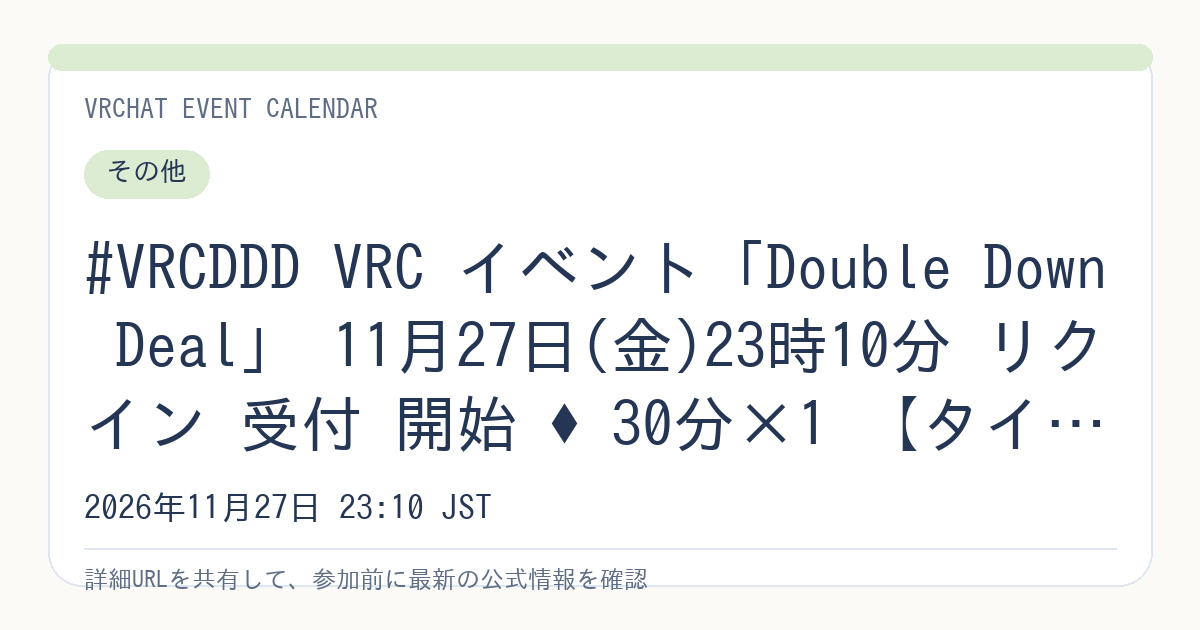 VRCHAT EVENT CALENDAR
その他
#VRCDDD VRC イベント「Double Down
Deal」 11月27日(金)23時10分 リク
イン 受付 開始 ♦ 30分×1 【タイ…
2026年11月27日 23:10 JST
詳細URLを共有して、参加前に最新の公式情報を確認